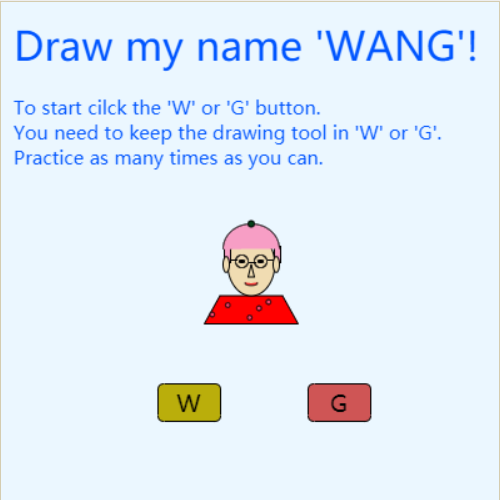 Draw my name 'WANG'!
To start cilck the 'W' or 'G' button.
You need to keep the drawing tool in 'W' or 'G'.
Practice as many times as you can.
W
G